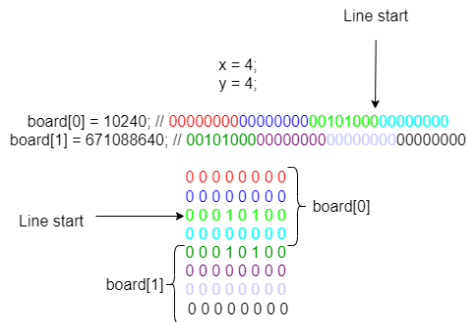 Line start
x = 4;
y = 4;
board[0] = 10240; // 00000000000000000010100000000000
board[1] = 671088640; // 00101000000000000000000000000000
0 0 0 0 0 0 0 0
0 0 0 0 0 0 0 0
board[0]
Line start
0 0 0 1 0 1 0 0
0 0 0 0 0 0 0 0
0 0 0 1 0 1 0 0
0 0 0 0 0 0 0 0
board[1]
0 0 0 0 0 0 0 0
0 0 0 0 0 0 0 0